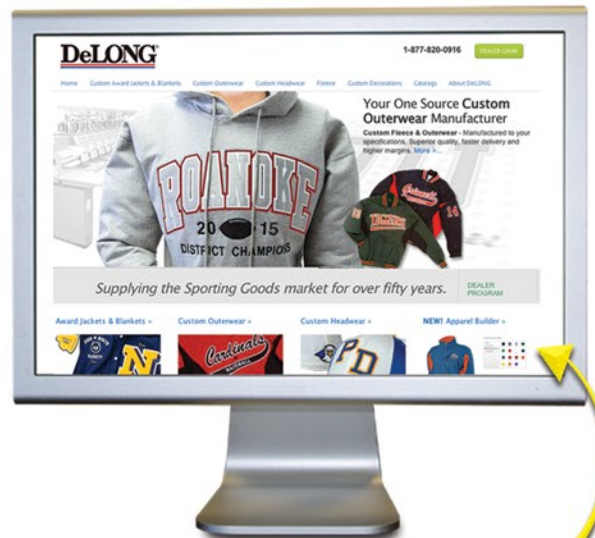 DeLONG
1-877-820-0916
DEALER LOGIN
Home Custom Award Jackets & Blankets Custom Outerwear Custom Headwear Fleece Custom Decorations Catalogs About DeLONG
Your One Source Custom
Outerwear Manufacturer
Custom Fleece & Outerwear - Manufactured to your
specifications. Superior quality, faster delivery and
higher margins. More >...
ROANOKE
20 15
DISTRICT CHAMPIONS
14
Supplying the Sporting Goods market for over fifty years.
DEALER
PROGRAM
Award Jackets & Blankets »
Custom Outerwear »
Custom Headwear »
NEW! Apparel Builder »
N
Cardinals
BASEBALL
PD